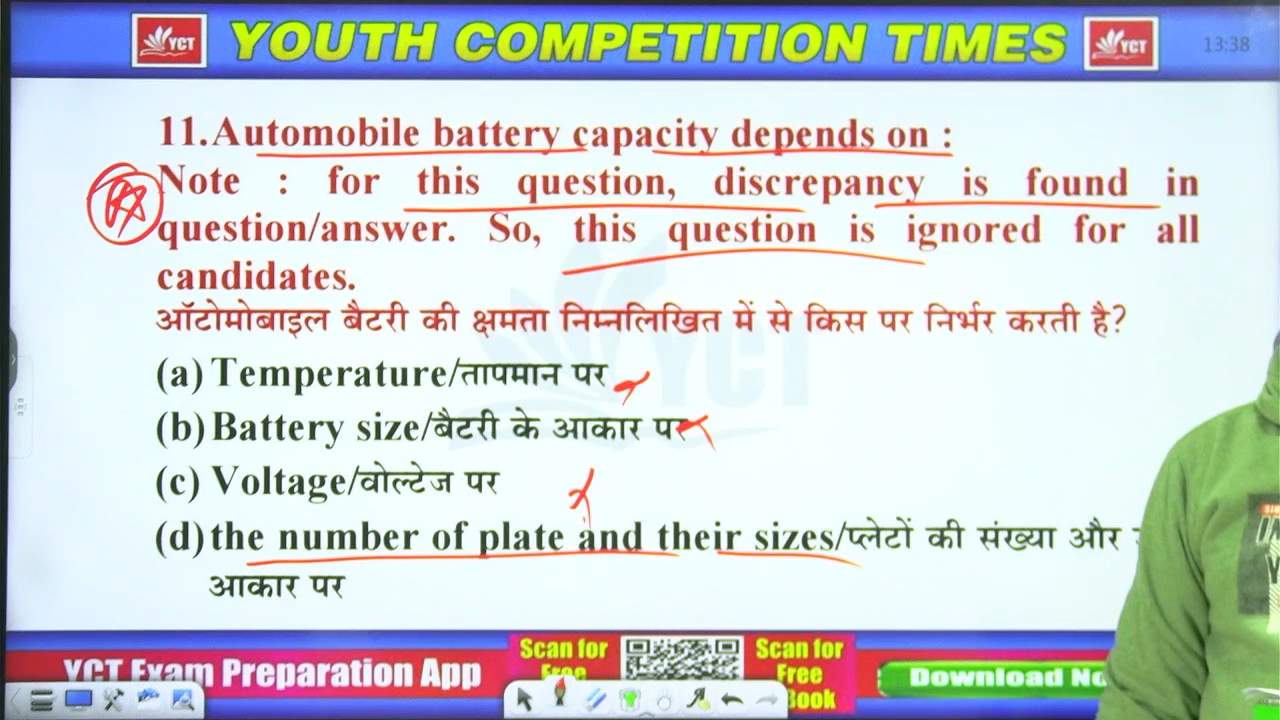 YCT
YOUTH COMPETITION TIMES
YCT
13:38
11.Automobile battery capacity depends on :
Note : for this question, discrepancy is found in
question/answer. So, this question is ignored for all
candidates.
ऑटोमोबाइल बैटरी की क्षमता निम्नलिखित में से किस पर निर्भर करती है?
(a) Temperature/तापमान पर
(b) Battery size/बैटरी के आकार पर
(c) Voltage/वोल्टेज पर
(d) the number of plate and their sizes/प्लेटों की संख्या और
आकार पर
YCT
YCT Exam Preparation App
Scan for
Free
Scan for
Free
Book
Download